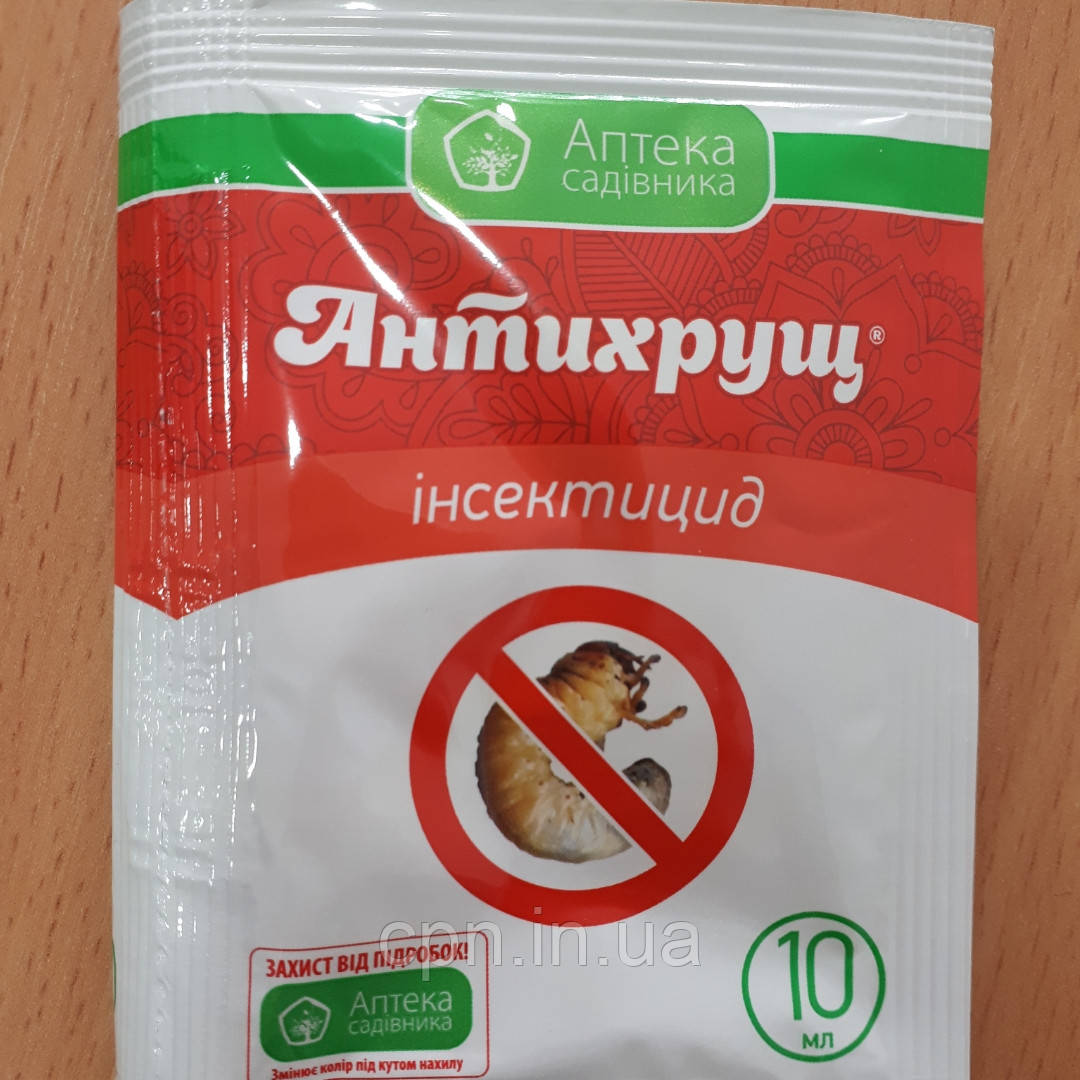 Аптека
садівника
Антихрущ®
інсектицид
cpn.in.ua
ЗАХИСТ ВІД ПІДРОБОК!
Аптека
садівника
Змінює колір під кутом нахилу
10
мл